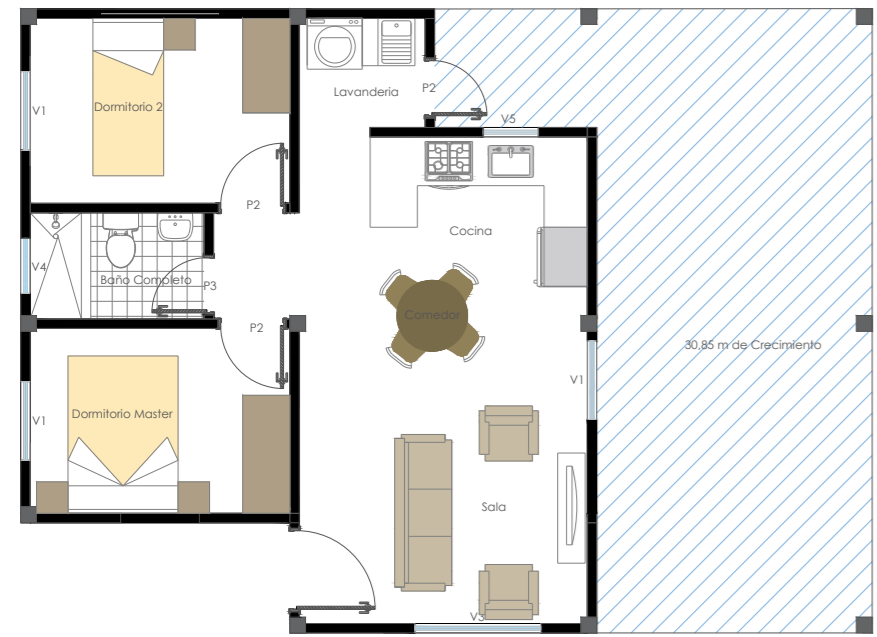 Lavanderia
P2
V5
V1
Dormitorio 2
P2
Cocina
V4
Baño Completo
P3
Comedor
P2
30,85 m de Crecimiento
V1
V1
Dormitorio Master
Sala
V3